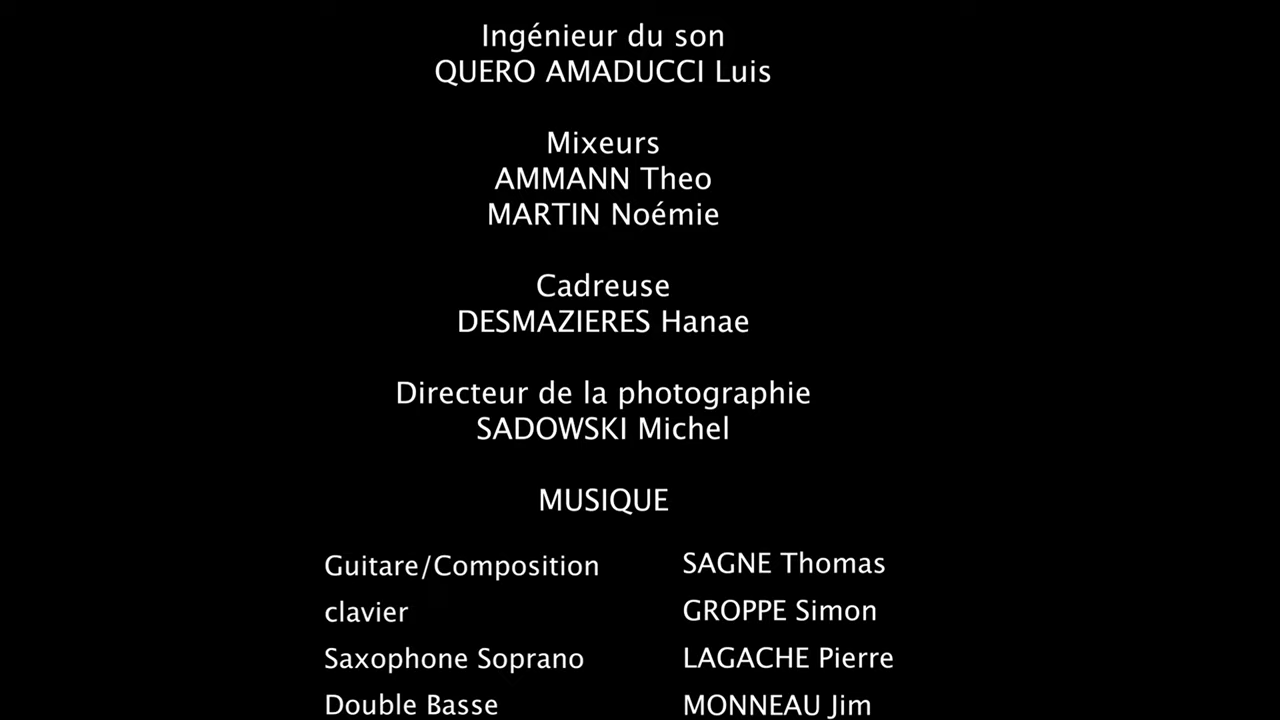 Ingénieur du son
QUERO AMADUCCI Luis
Mixeurs
AMMANN Theo
MARTIN Noémie
Cadreuse
DESMAZIERES Hanae
Directeur de la photographie
SADOWSKI Michel
MUSIQUE
Guitare/Composition SAGNE Thomas
clavier GROPPE Simon
Saxophone Soprano LAGACHE Pierre
Double Basse MONNEAU Jim